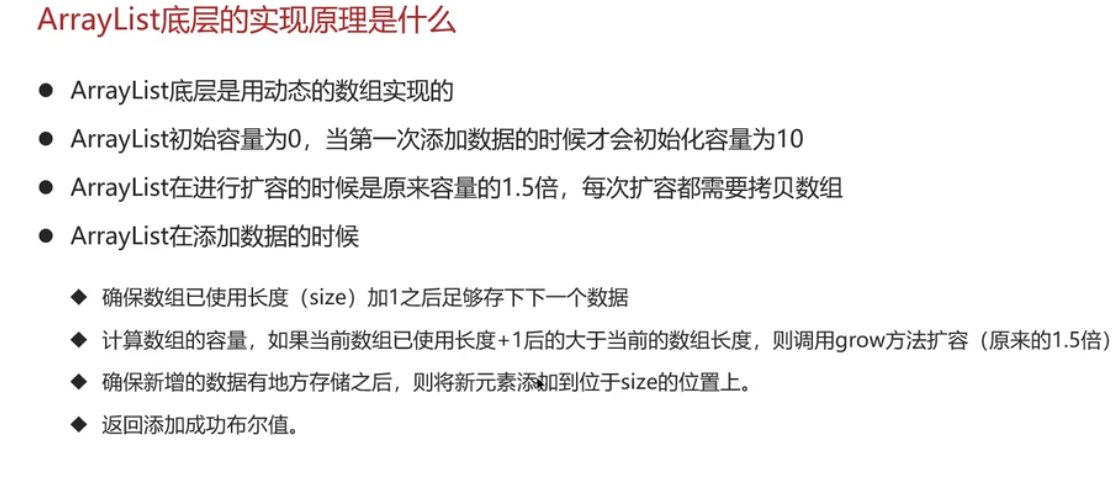 ArrayList底层的实现原理是什么
ArrayList底层是用动态的数组实现的
ArrayList初始容量为0，当第一次添加数据的时候才会初始化容量为10
ArrayList在进行扩容的时候是原来容量的1.5倍，每次扩容都需要拷贝数组
ArrayList在添加数据的时候
确保数组已使用长度（size）加1之后足够存下下一个数据
计算数组的容量，如果当前数组已使用长度+1后的大于当前的数组长度，则调用grow方法扩容（原来的1.5倍）
确保新增的数据有地方存储之后，则将新元素添加到位于size的位置上。
返回添加成功布尔值。